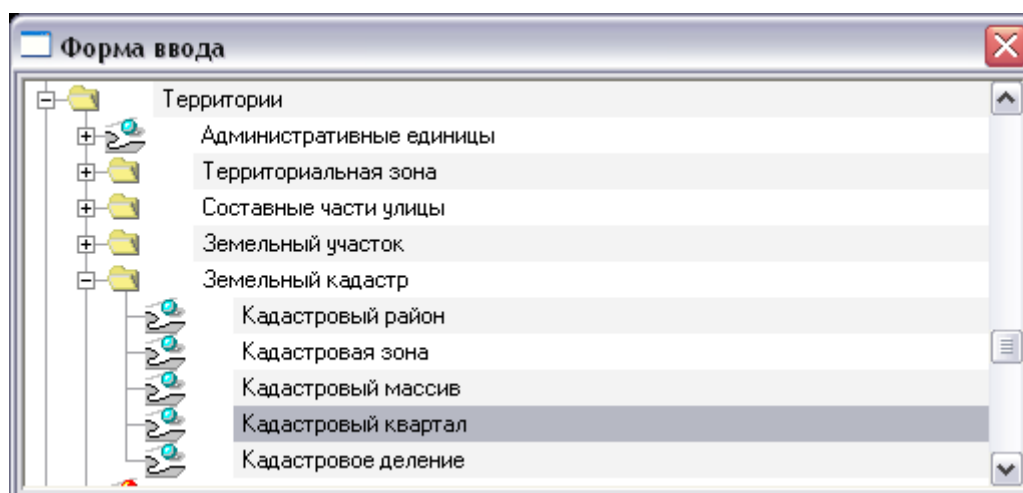 Форма ввода
Территории
Административные единицы
Территориальная зона
Составные части улицы
Земельный участок
Земельный кадастр
Кадастровый район
Кадастровая зона
Кадастровый массив
Кадастровый квартал
Кадастровое деление